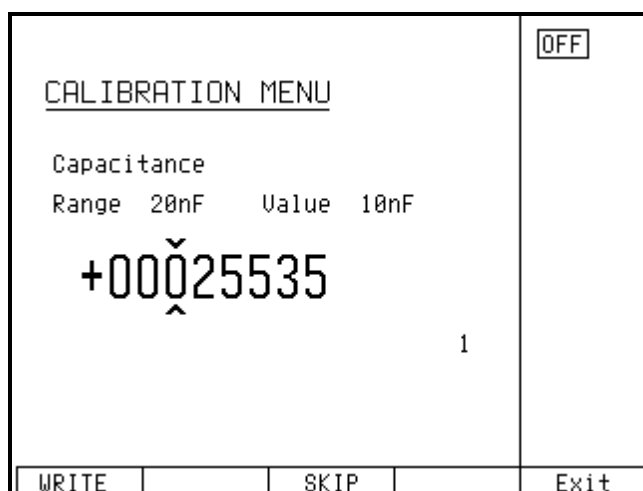 OFF
CALIBRATION MENU
Capacitance
Range 20nF Value 10nF
+00025535
1
WRITE SKIP Exit